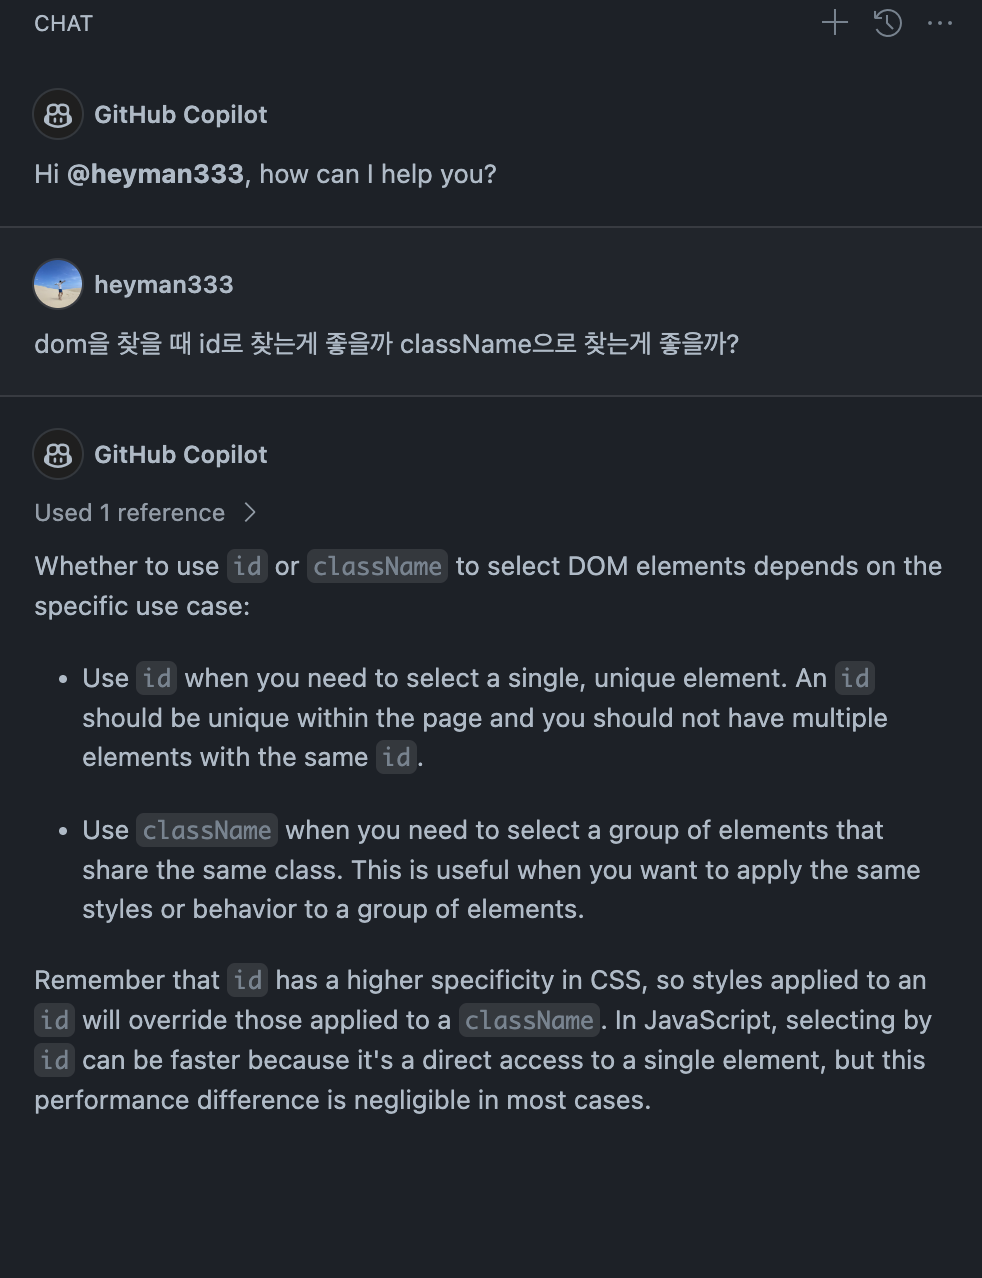 CHAT
GitHub Copilot
Hi @heyman333, how can I help you?
heyman333
dom을 찾을 때 id로 찾는게 좋을까 className으로 찾는게 좋을까?
GitHub Copilot
Used 1 reference
Whether to use id or className to select DOM elements depends on the
specific use case:
• Use id when you need to select a single, unique element. An id
should be unique within the page and you should not have multiple
elements with the same id.
• Use className when you need to select a group of elements that
share the same class. This is useful when you want to apply the same
styles or behavior to a group of elements.
Remember that id has a higher specificity in CSS, so styles applied to an
id will override those applied to a className. In JavaScript, selecting by
id can be faster because it's a direct access to a single element, but this
performance difference is negligible in most cases.